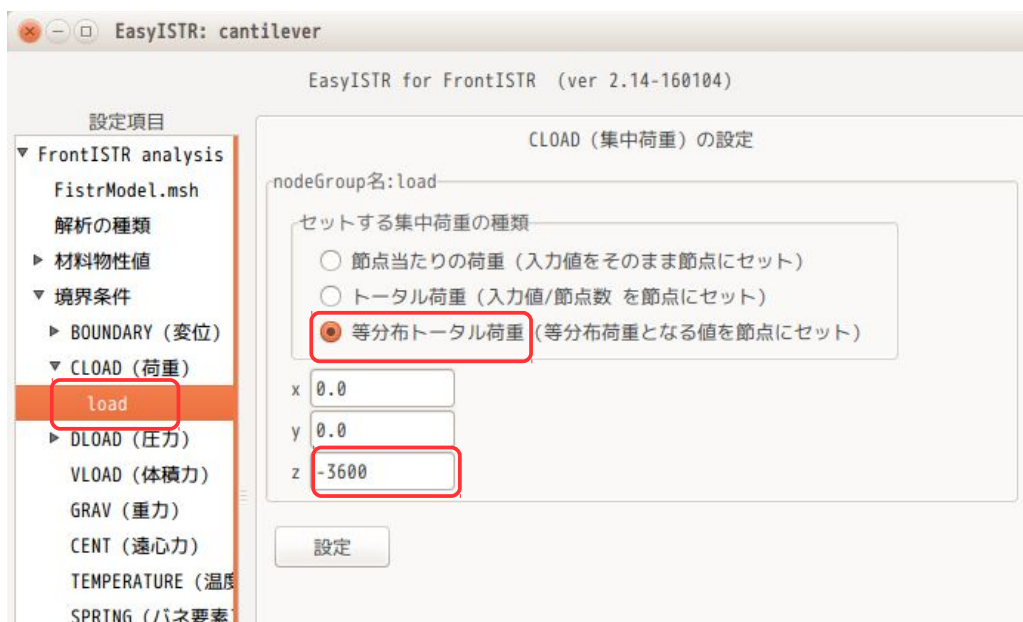 EasyISTR: cantilever
EasyISTR for FrontISTR (ver 2.14-160104)
設定項目
FrontISTR analysis
FistrModel.msh
解析の種類
材料物性値
境界条件
BOUNDARY (変位)
CLOAD (荷重)
load
DLOAD (圧力)
VLOAD (体積力)
GRAV (重力)
CENT (遠心力)
TEMPERATURE (温度
SPRING (バネ要素)
CLOAD (集中荷重) の設定
nodeGroup名:load
セットする集中荷重の種類
節点当たりの荷重 (入力値をそのまま節点にセット)
トータル荷重 (入力値/節点数 を節点にセット)
等分布トータル荷重 (等分布荷重となる値を節点にセット)
x 0.0
y 0.0
z -3600
設定